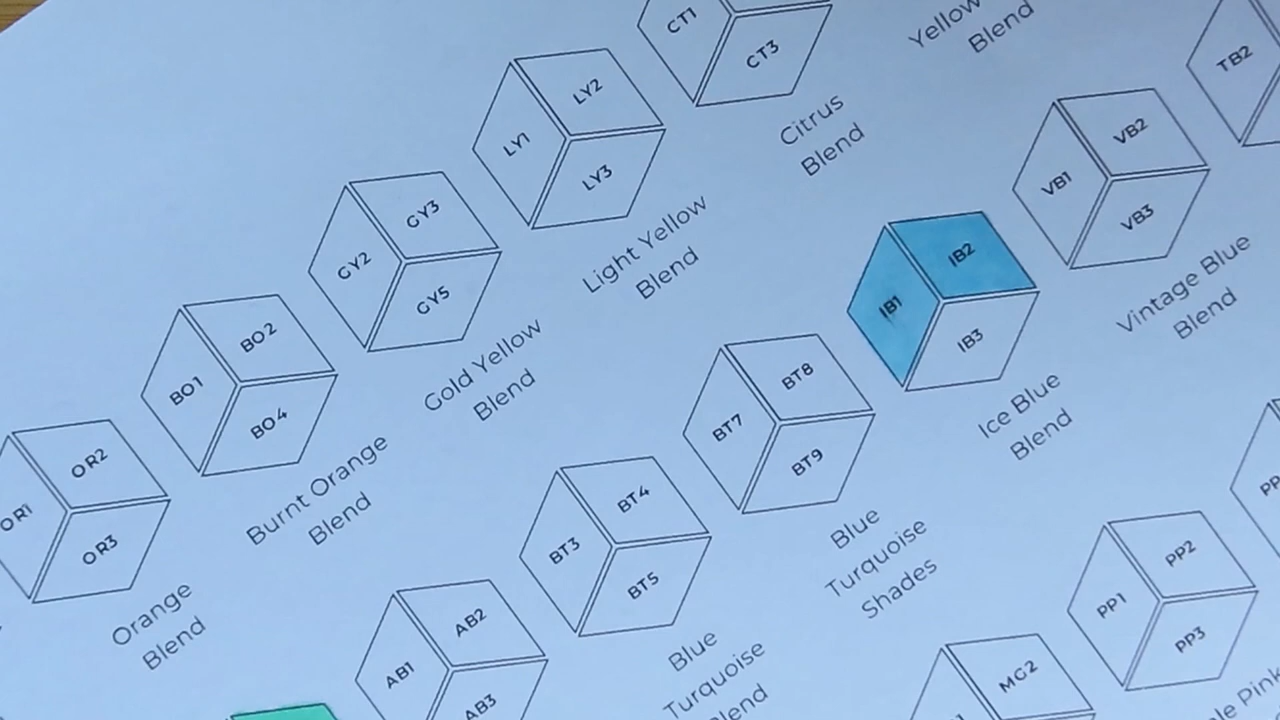 CT1
CT3
Citrus
Blend
Yellow
Blend
TB2
LY1
LY2
LY3
Light Yellow
Blend
VB1
VB2
VB3
Vintage Blue
Blend
GY2
GY3
GY5
Gold Yellow
Blend
IB1
IB2
IB3
Ice Blue
Blend
BO1
BO2
BO4
Burnt Orange
Blend
BT7
BT8
BT9
Blue
Turquoise
Shades
OR1
OR2
OR3
Orange
Blend
BT3
BT4
BT5
Blue
Turquoise
Blend
PP1
PP2
PP3
AB1
AB2
AB3
MG2
PP
Pink